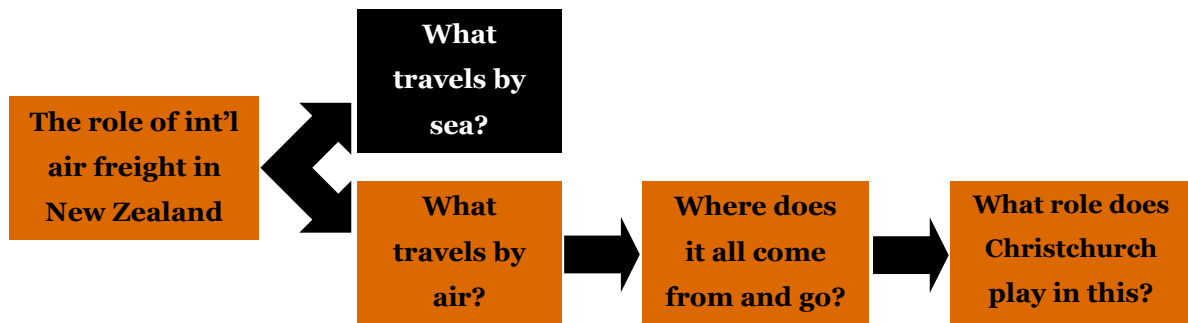 The role of int'l
air freight in
New Zealand
What
travels by
sea?
What
travels by
air?
Where does
it all come
from and go?
What role does
Christchurch
play in this?